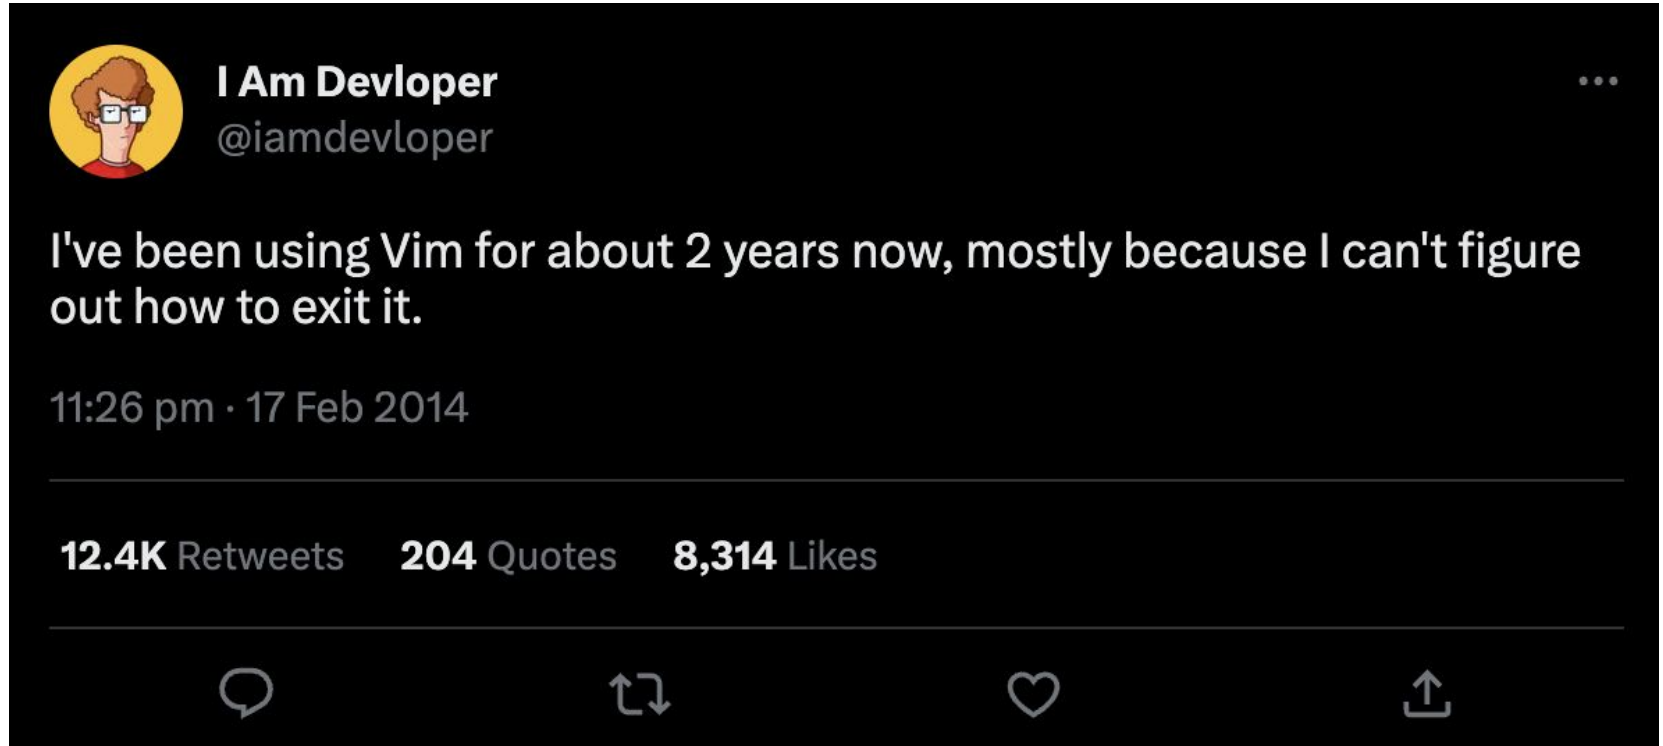 I Am Devloper
@iamdevloper
I've been using Vim for about 2 years now, mostly because I can't figure
out how to exit it.
11:26 pm · 17 Feb 2014
12.4K Retweets 204 Quotes 8,314 Likes